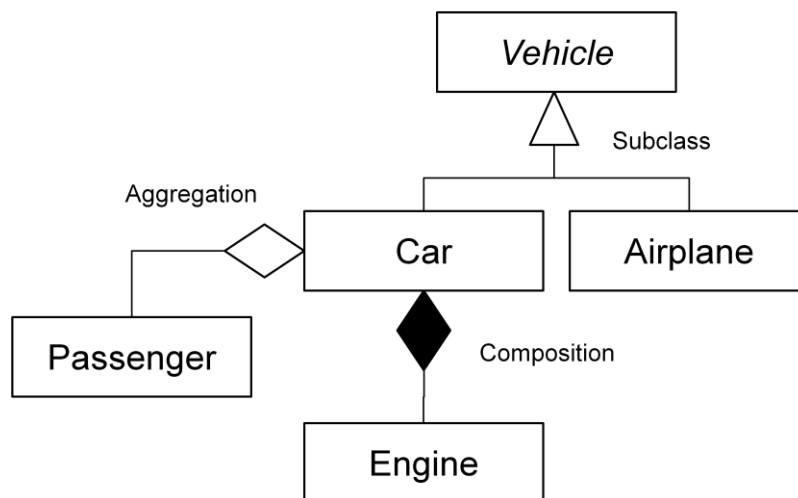 Vehicle
Subclass
Aggregation
Car
Airplane
Passenger
Composition
Engine